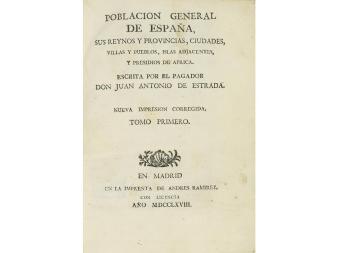 POBLACION GENERAL
DE ESPAÑA,
SUS REYNOS Y PROVINCIAS, CIUDADES,
VILLAS Y PUEBLOS, ISLAS ADJACENTES,
Y PRESIDIOS DE AFRICA.
ESCRITA POR EL PAGADOR
DON JUAN ANTONIO DE ESTRADA.
NUEVA IMPRESION CORREGIDA.
TOMO PRIMERO.
EN MADRID
EN LA IMPRENTA DE ANDRES RAMIREZ.
CON LICENCIA
AÑO MDCCLXVIII.